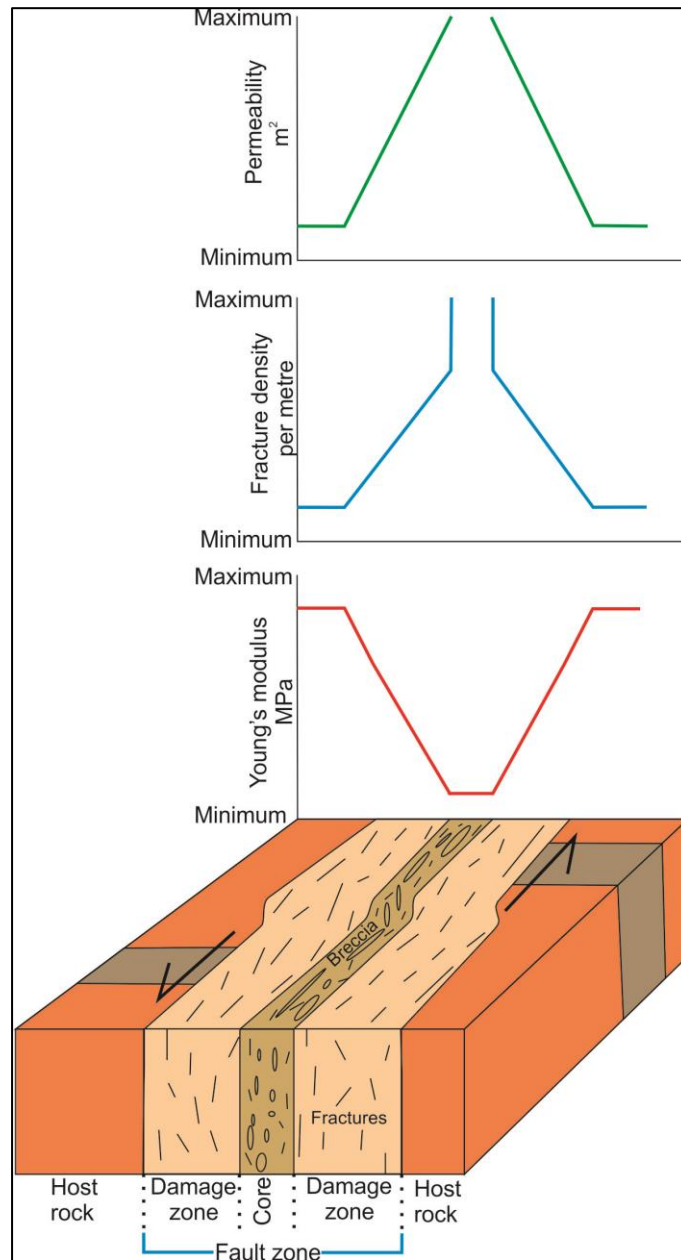 Maximum
Permeability
m²
Minimum
Maximum
Fracture density
per metre
Minimum
Maximum
Young's modulus
MPa
Minimum
Breccia
Fractures
Host
rock
Damage
zone
Core
Damage
zone
Host
rock
Fault zone